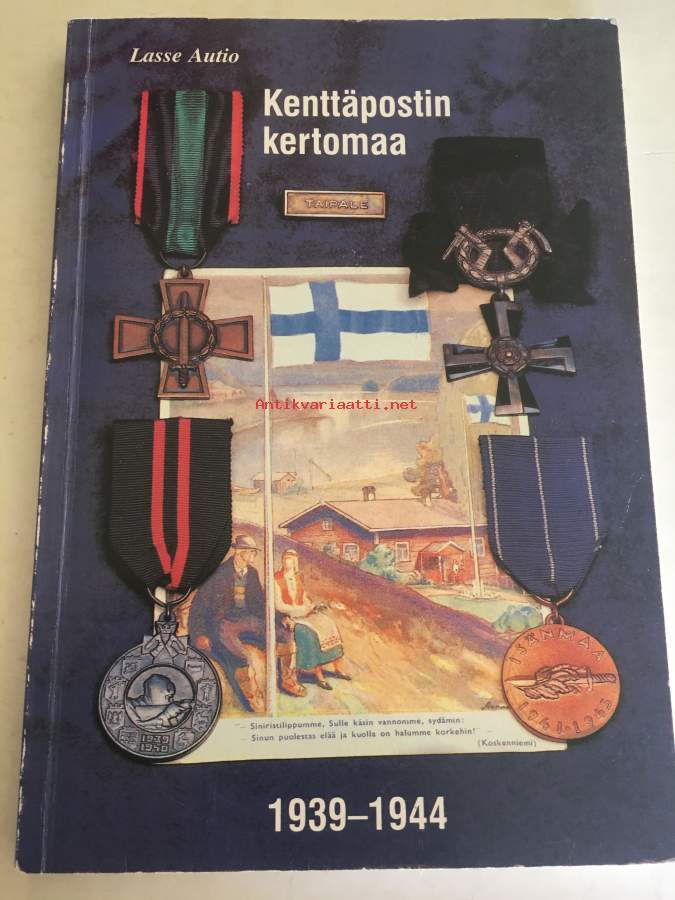 Lasse Autio
Kenttäpostin
kertomaa
TAIPALE
Antikvariaatti.net
ISÄNMAA
1941-1945
1939
1940
"– Siniristilippumme, Sulle käsin vannomme, sydämin:
– Sinun puolestas elää ja kuolla on halumme korkehin!"
(Koskenniemi)
1939–1944